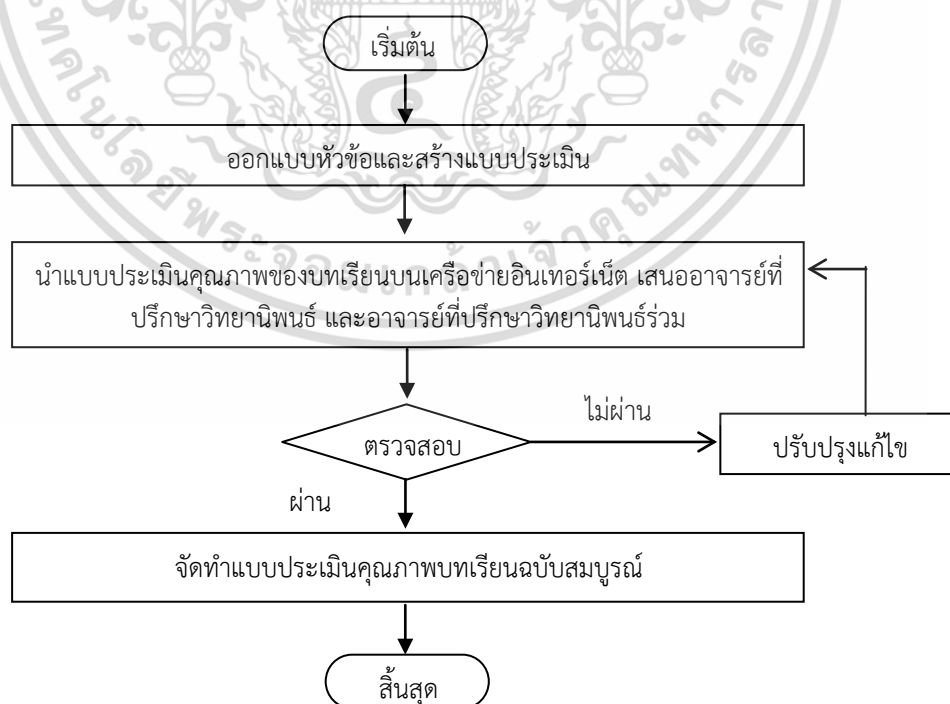 เริ่มต้น
ออกแบบหัวข้อและสร้างแบบประเมิน
นำแบบประเมินคุณภาพของบทเรียนบนเครือข่ายอินเทอร์เน็ต เสนออาจารย์ที่
ปรึกษาวิทยานิพนธ์ และอาจารย์ที่ปรึกษาวิทยานิพนธ์ร่วม
ไม่ผ่าน
ตรวจสอบ
ปรับปรุงแก้ไข
ผ่าน
จัดทำแบบประเมินคุณภาพบทเรียนฉบับสมบูรณ์
สิ้นสุด